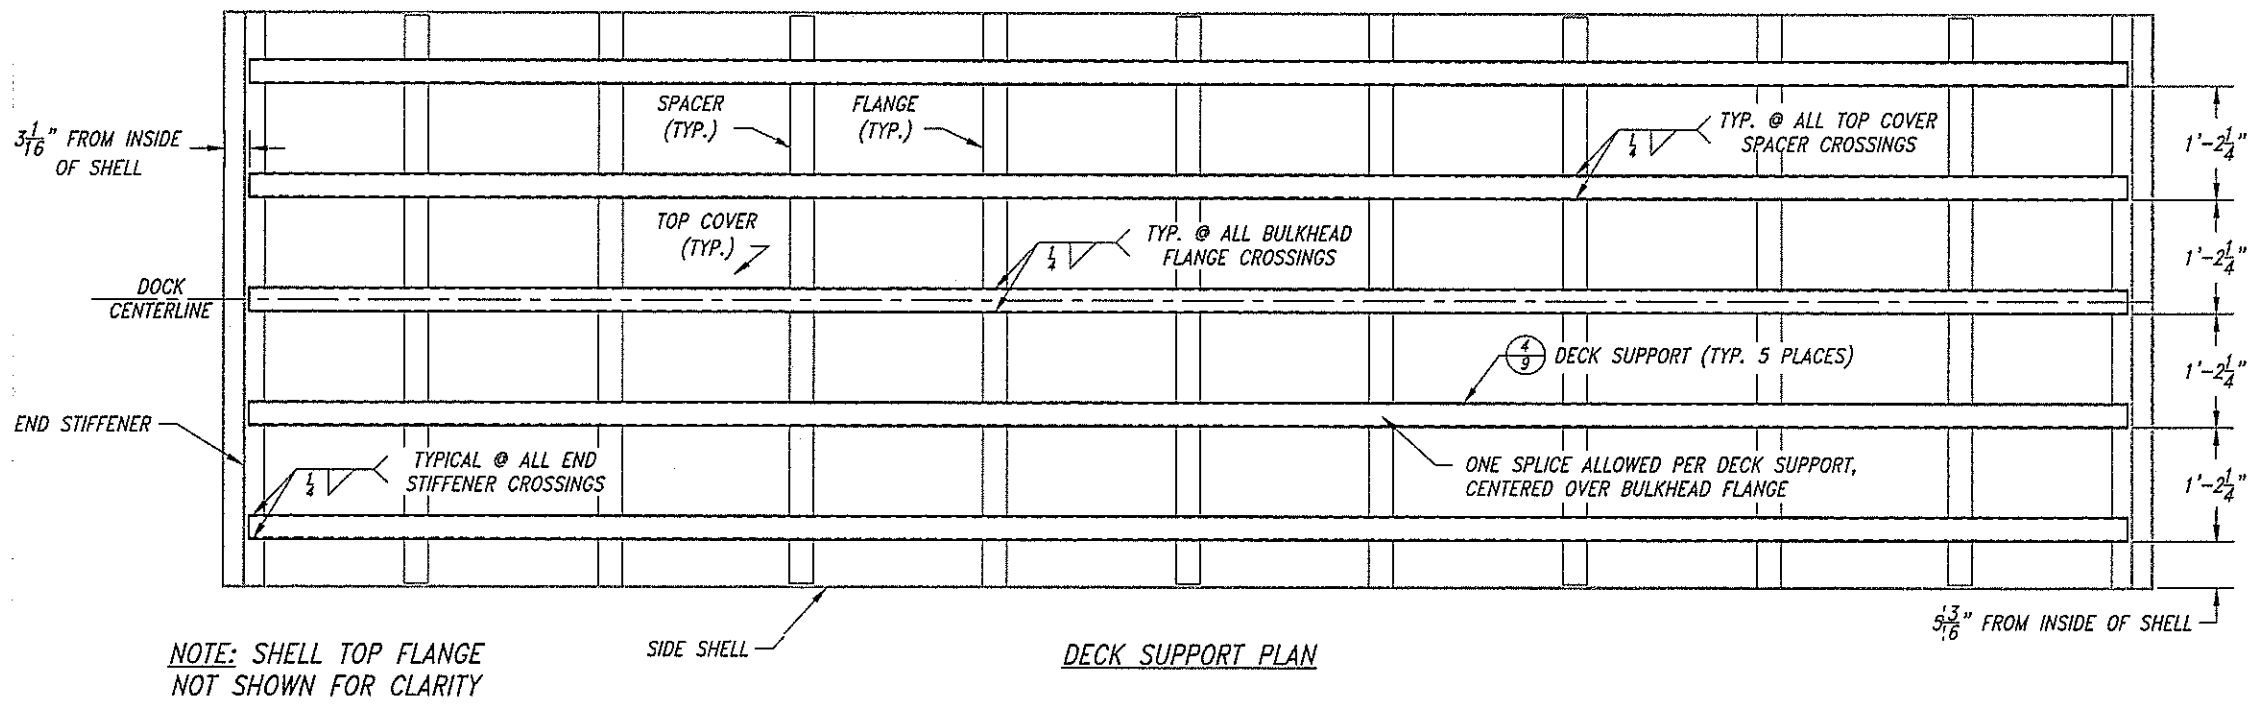 SPACER
(TYP.)
FLANGE
(TYP.)
TYP. @ ALL TOP COVER
SPACER CROSSINGS
1/4
3 1/16" FROM INSIDE
OF SHELL
1'-2 1/4"
TOP COVER
(TYP.)
TYP. @ ALL BULKHEAD
FLANGE CROSSINGS
1/4
1'-2 1/4"
DOCK
CENTERLINE
4/9
DECK SUPPORT (TYP. 5 PLACES)
1'-2 1/4"
END STIFFENER
TYPICAL @ ALL END
STIFFENER CROSSINGS
1/4
ONE SPLICE ALLOWED PER DECK SUPPORT,
CENTERED OVER BULKHEAD FLANGE
1'-2 1/4"
5 13/16" FROM INSIDE OF SHELL
NOTE: SHELL TOP FLANGE
NOT SHOWN FOR CLARITY
SIDE SHELL
DECK SUPPORT PLAN